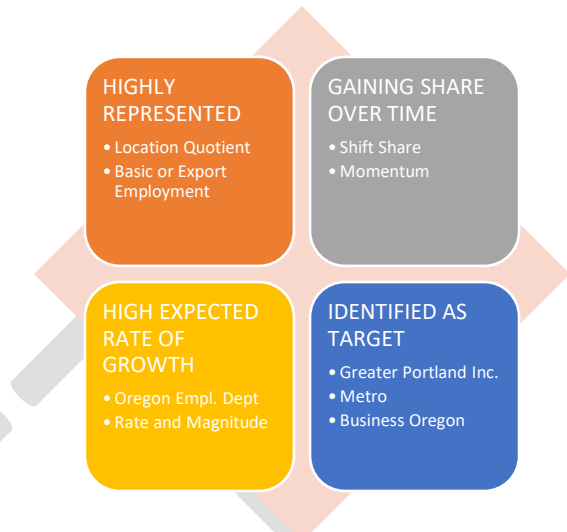 HIGHLY
REPRESENTED
• Location Quotient
• Basic or Export
Employment
GAINING SHARE
OVER TIME
• Shift Share
• Momentum
HIGH EXPECTED
RATE OF
GROWTH
• Oregon Empl. Dept
• Rate and Magnitude
IDENTIFIED AS
TARGET
• Greater Portland Inc.
• Metro
• Business Oregon